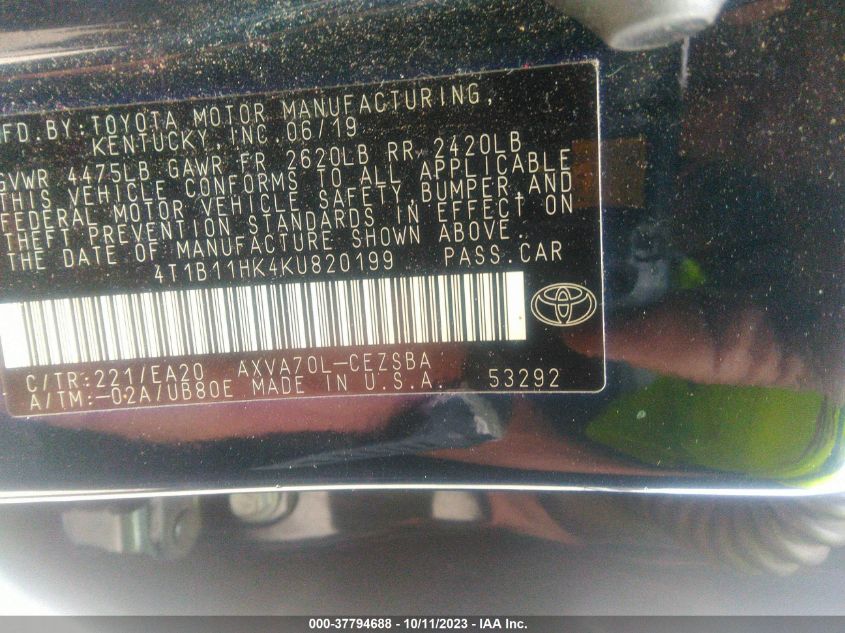 MFD.BY:TOYOTA MOTOR MANUFACTURING,
KENTUCKY,INC.06/19
GVWR 4475LB GAWR FR 2620LB RR 2420LB
THIS VEHICLE CONFORMS TO ALL APPLICABLE
FEDERAL MOTOR VEHICLE SAFETY,BUMPER AND
THEFT PREVENTION STANDARDS IN EFFECT ON
THE DATE OF MANUFACTURE SHOWN ABOVE.
4T1B11HK4KU820199 PASS.CAR
C/TR:221/EA20 AXVA70L-CEZSBA
A/TM:-02A/UB80E MADE IN U.S.A. 53292
000-37794688 - 10/11/2023 - IAA Inc.